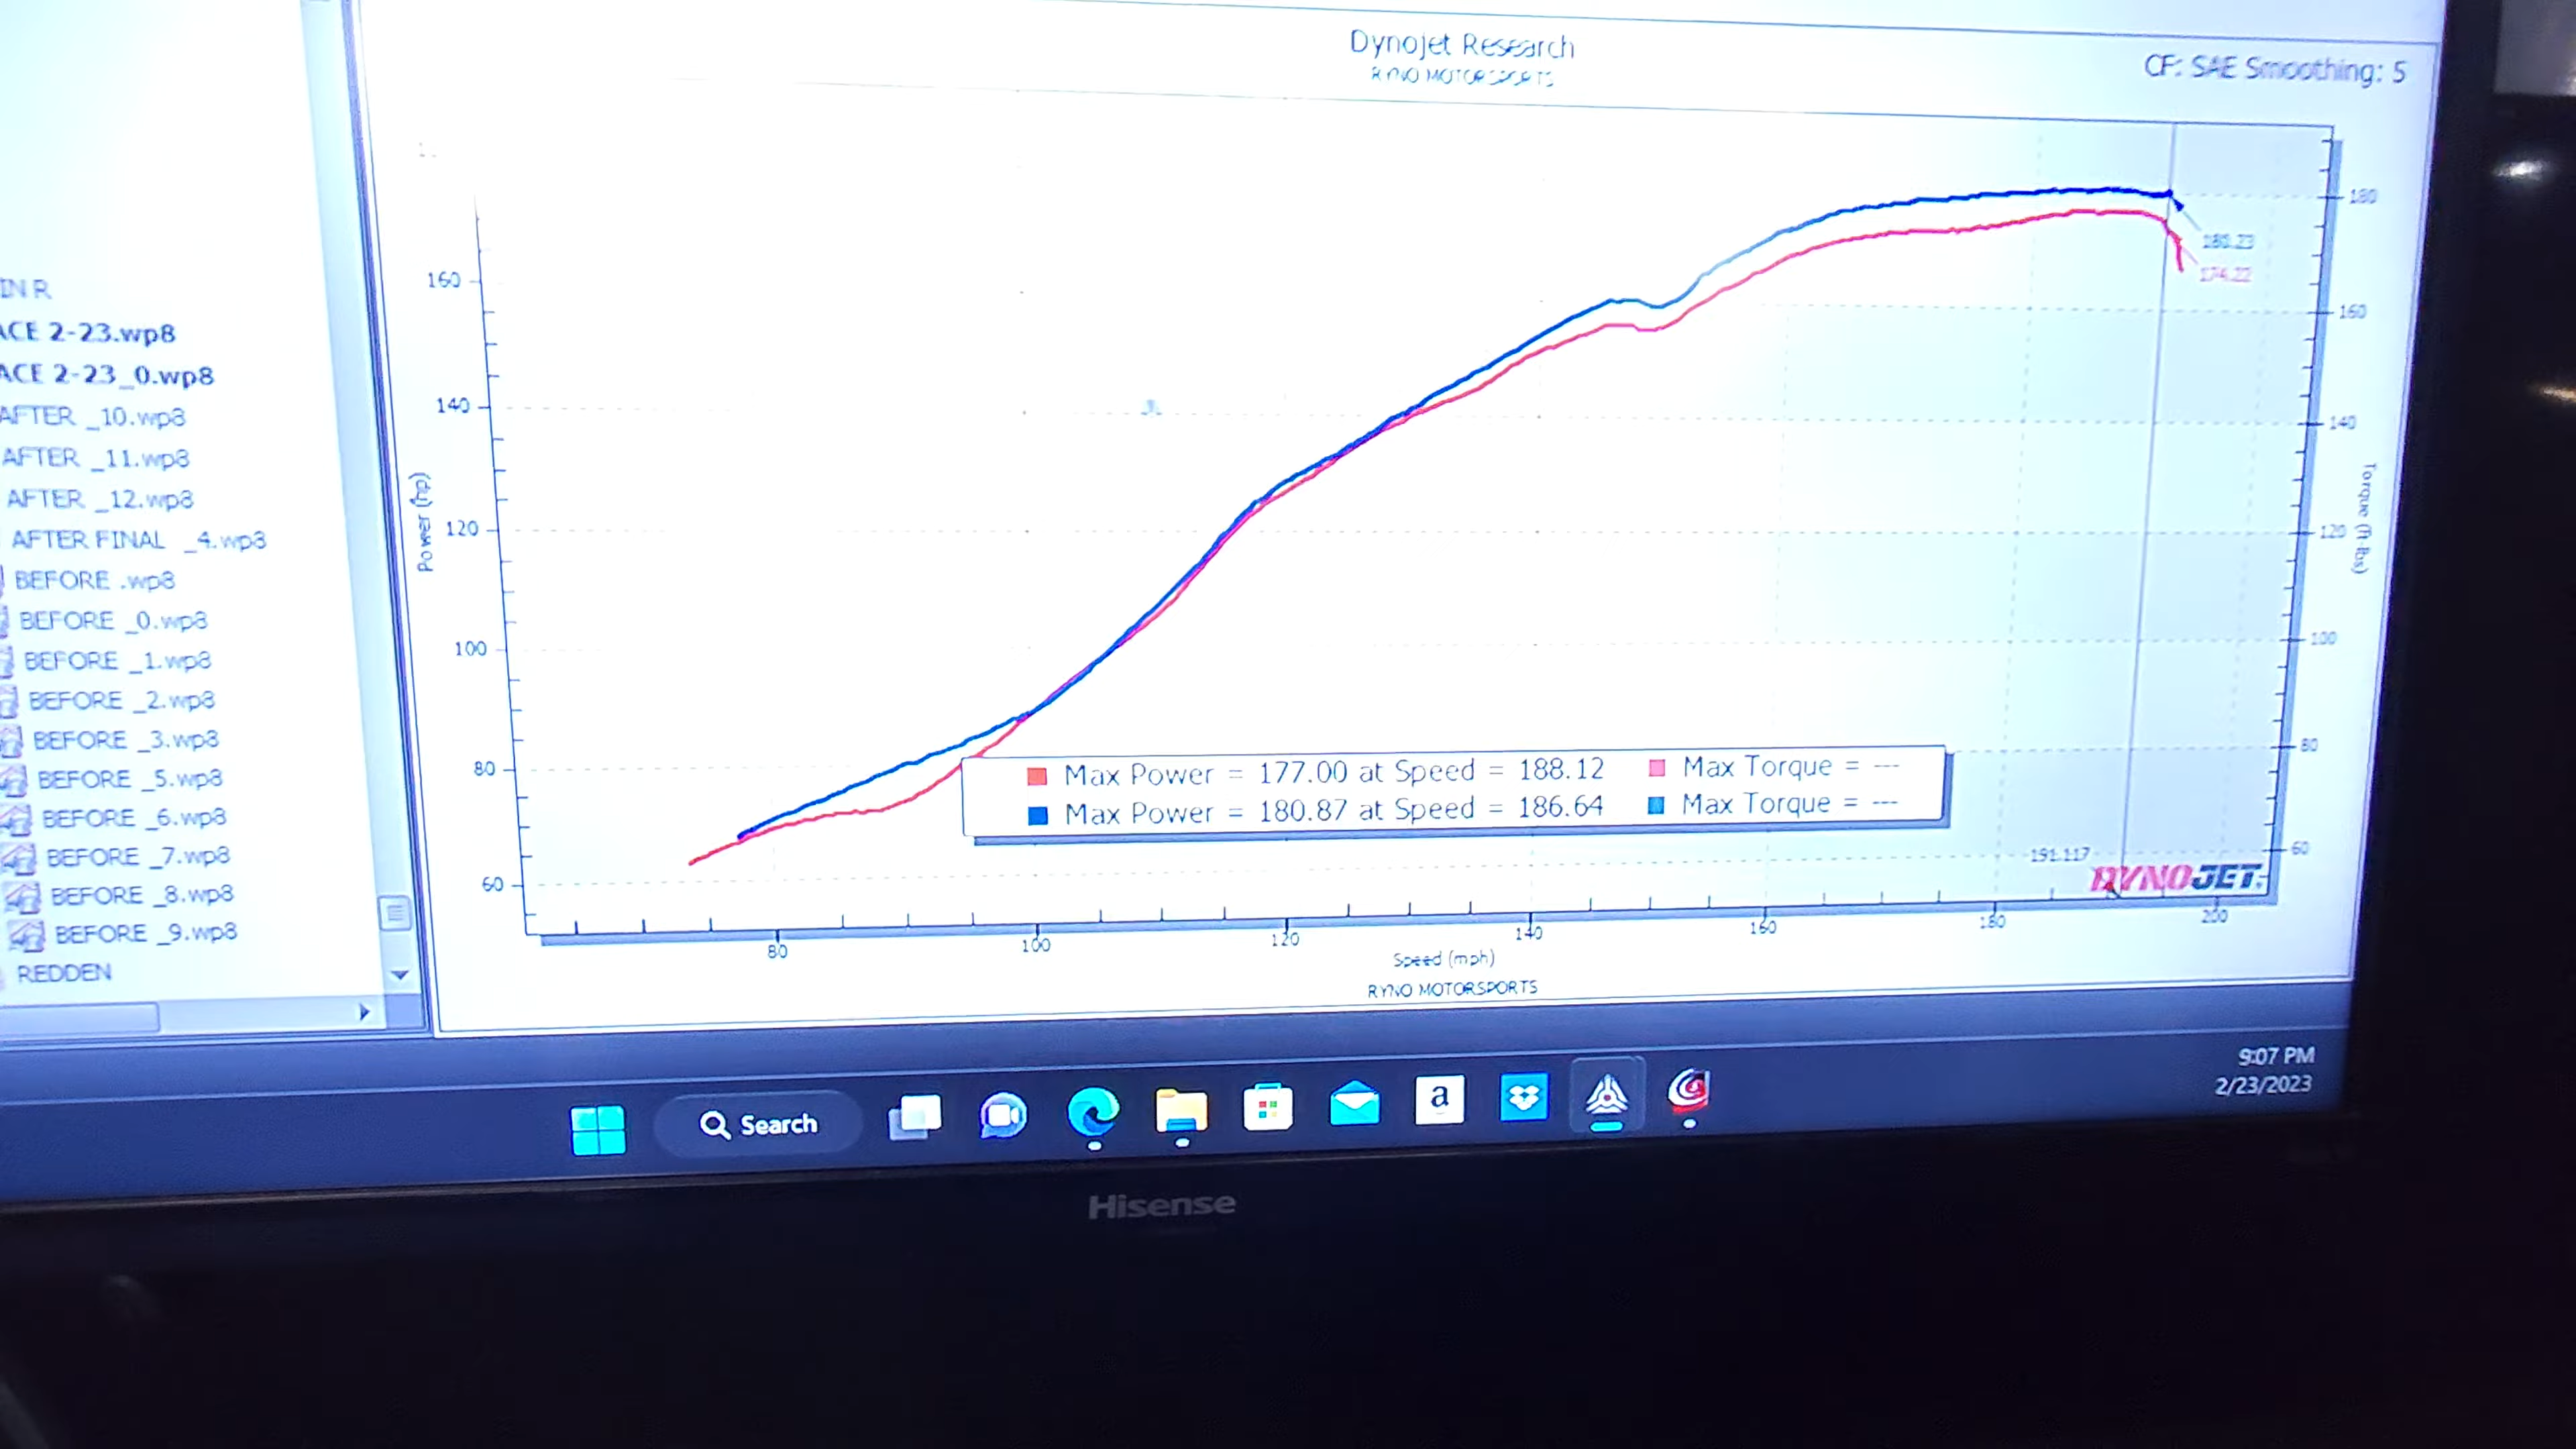 Dynojet Research
RYNO MOTORSPORTS
CF: SAE Smoothing: 5
IN R
ACE 2-23.wp8
ACE 2-23_0.wp8
AFTER _10.wp8
AFTER _11.wp8
AFTER _12.wp8
AFTER FINAL _4.wp8
BEFORE .wp8
BEFORE _0.wp8
BEFORE _1.wp8
BEFORE _2.wp8
BEFORE _3.wp8
BEFORE _5.wp8
BEFORE _6.wp8
BEFORE _7.wp8
BEFORE _8.wp8
BEFORE _9.wp8
REDDEN
Power (hp)
160
140
120
100
80
60
180
160
140
120
100
80
60
Torque (ft-lbs)
180.23
174.22
Max Power = 177.00 at Speed = 188.12 Max Torque = ---
Max Power = 180.87 at Speed = 186.64 Max Torque = ---
191.117
DYNOJET
80 100 120 140 160 180 200
Speed (mph)
RYNO MOTORSPORTS
Search
a
9:07 PM
2/23/2023
Hisense